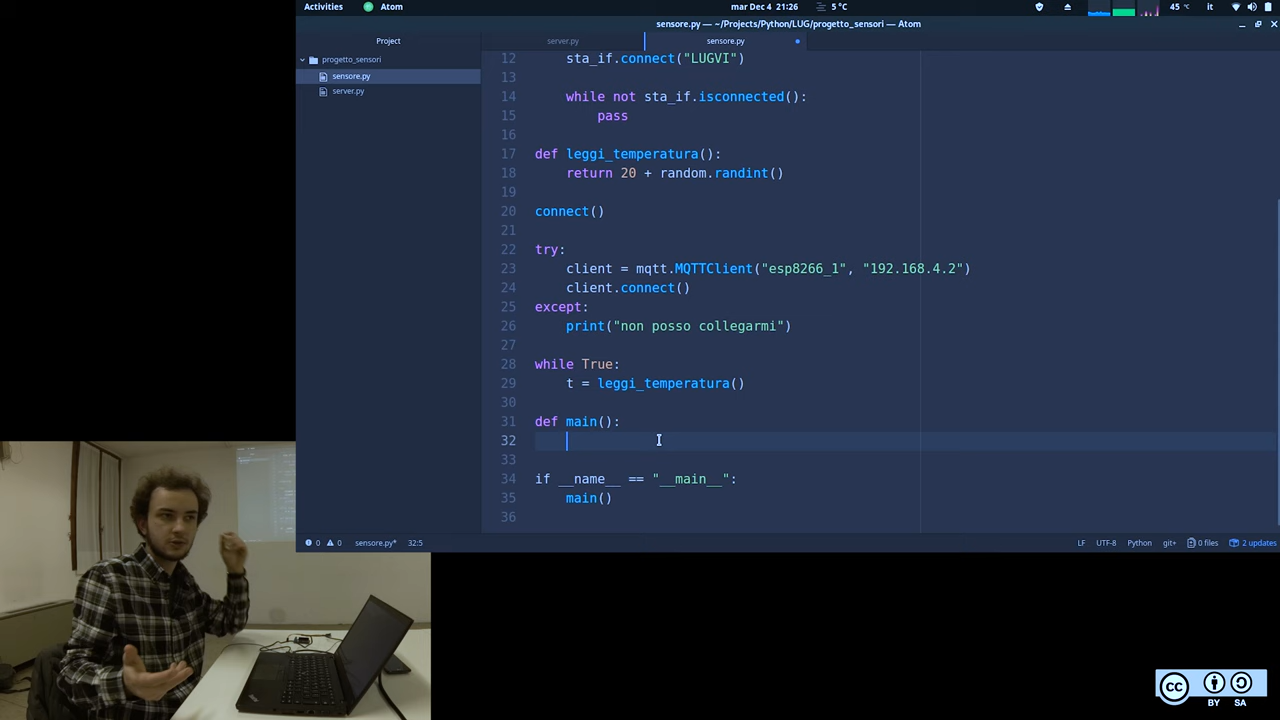 Activities Atom mar Dec 4 21:26 5 °C 45 °C it
sensore.py — ~/Projects/Python/LUG/progetto_sensori — Atom
Project server.py sensore.py
progetto_sensori
sensore.py
server.py
12 sta_if.connect("LUGVI")
13
14 while not sta_if.isconnected():
15 pass
16
17 def leggi_temperatura():
18 return 20 + random.randint()
19
20 connect()
21
22 try:
23 client = mqtt.MQTTClient("esp8266_1", "192.168.4.2")
24 client.connect()
25 except:
26 print("non posso collegarmi")
27
28 while True:
29 t = leggi_temperatura()
30
31 def main():
32
33
34 if __name__ == "__main__":
35 main()
36
0 0 sensore.py* 32:5 LF UTF-8 Python git+ 0 files 2 updates
cc BY SA